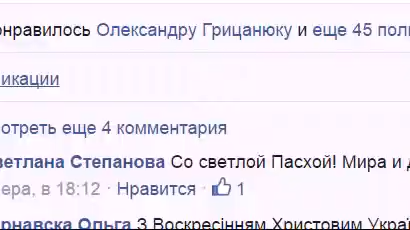 онравилось Олександру Грицанюку и еще 45 поль
икации
отреть еще 4 комментария
ветлана Степанова Со светлой Пасхой! Мира и д
ера, в 18:12 · Нравится · 1
рнавска Ольга З Воскресінням Христовим Украї